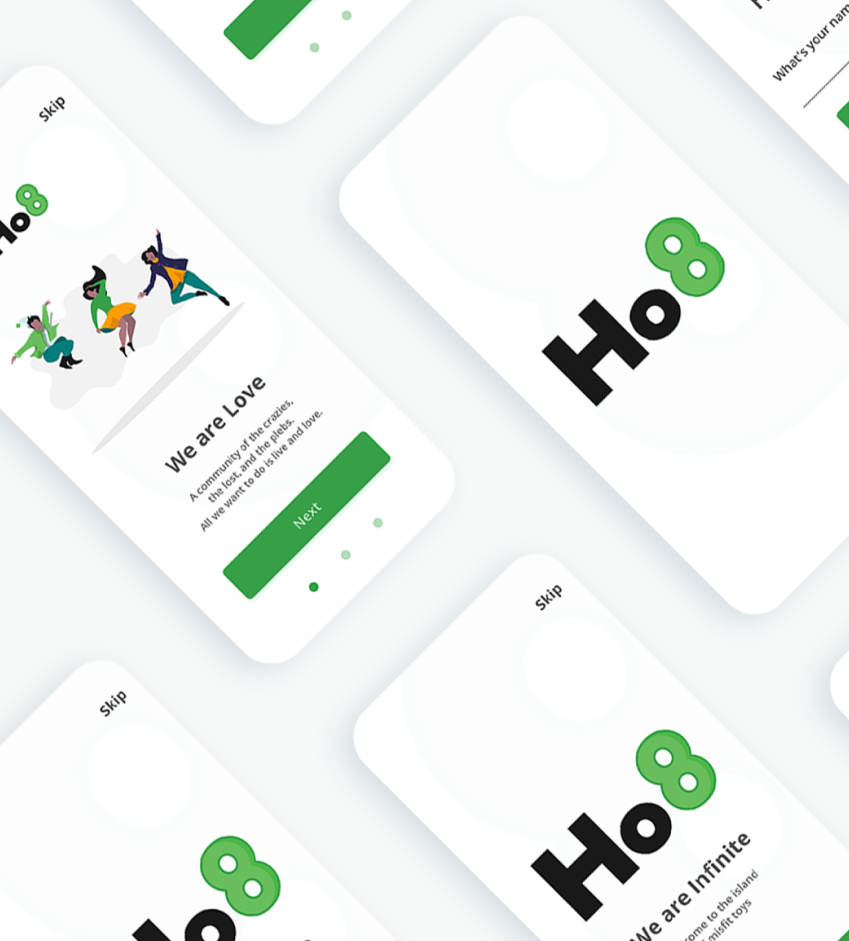 What's your nam
Skip
Ho8
We are Love
A community of the crazies,
the lost, and the plebs.
All we want to do is live and love.
Next
Ho8
Skip
Ho8
We are Infinite
ome to the island
misfit toys
Skip
Ho8